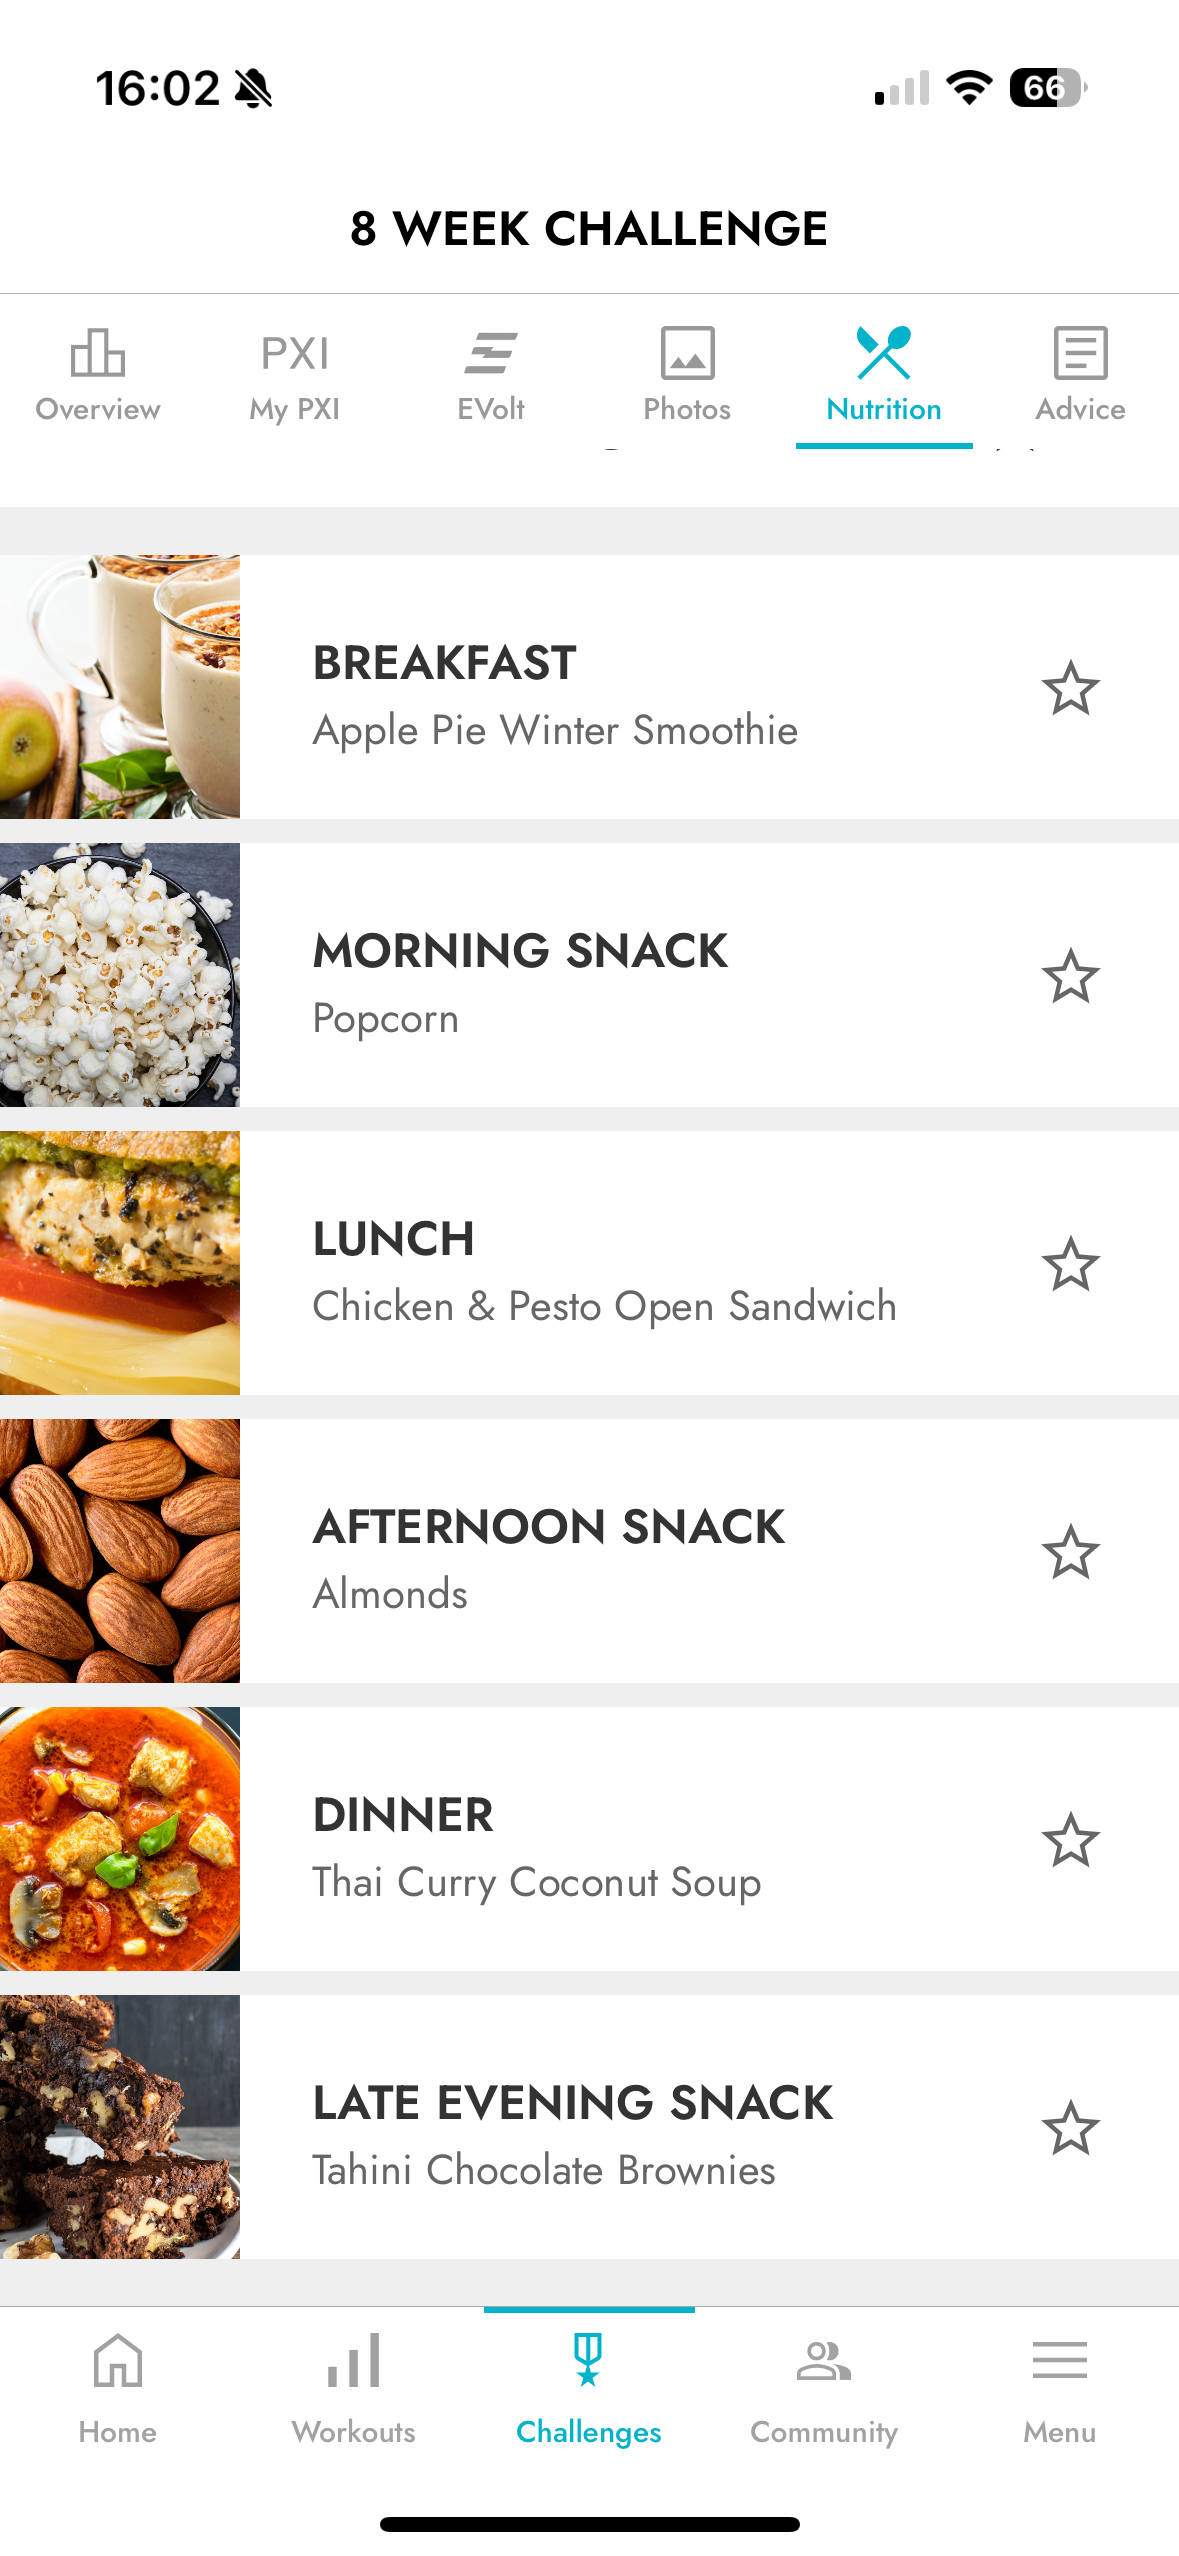 16:02
66
8 WEEK CHALLENGE
PXI
Overview
My PXI
EVolt
Photos
Nutrition
Advice
BREAKFAST
Apple Pie Winter Smoothie
MORNING SNACK
Popcorn
LUNCH
Chicken & Pesto Open Sandwich
AFTERNOON SNACK
Almonds
DINNER
Thai Curry Coconut Soup
LATE EVENING SNACK
Tahini Chocolate Brownies
Home
Workouts
Challenges
Community
Menu